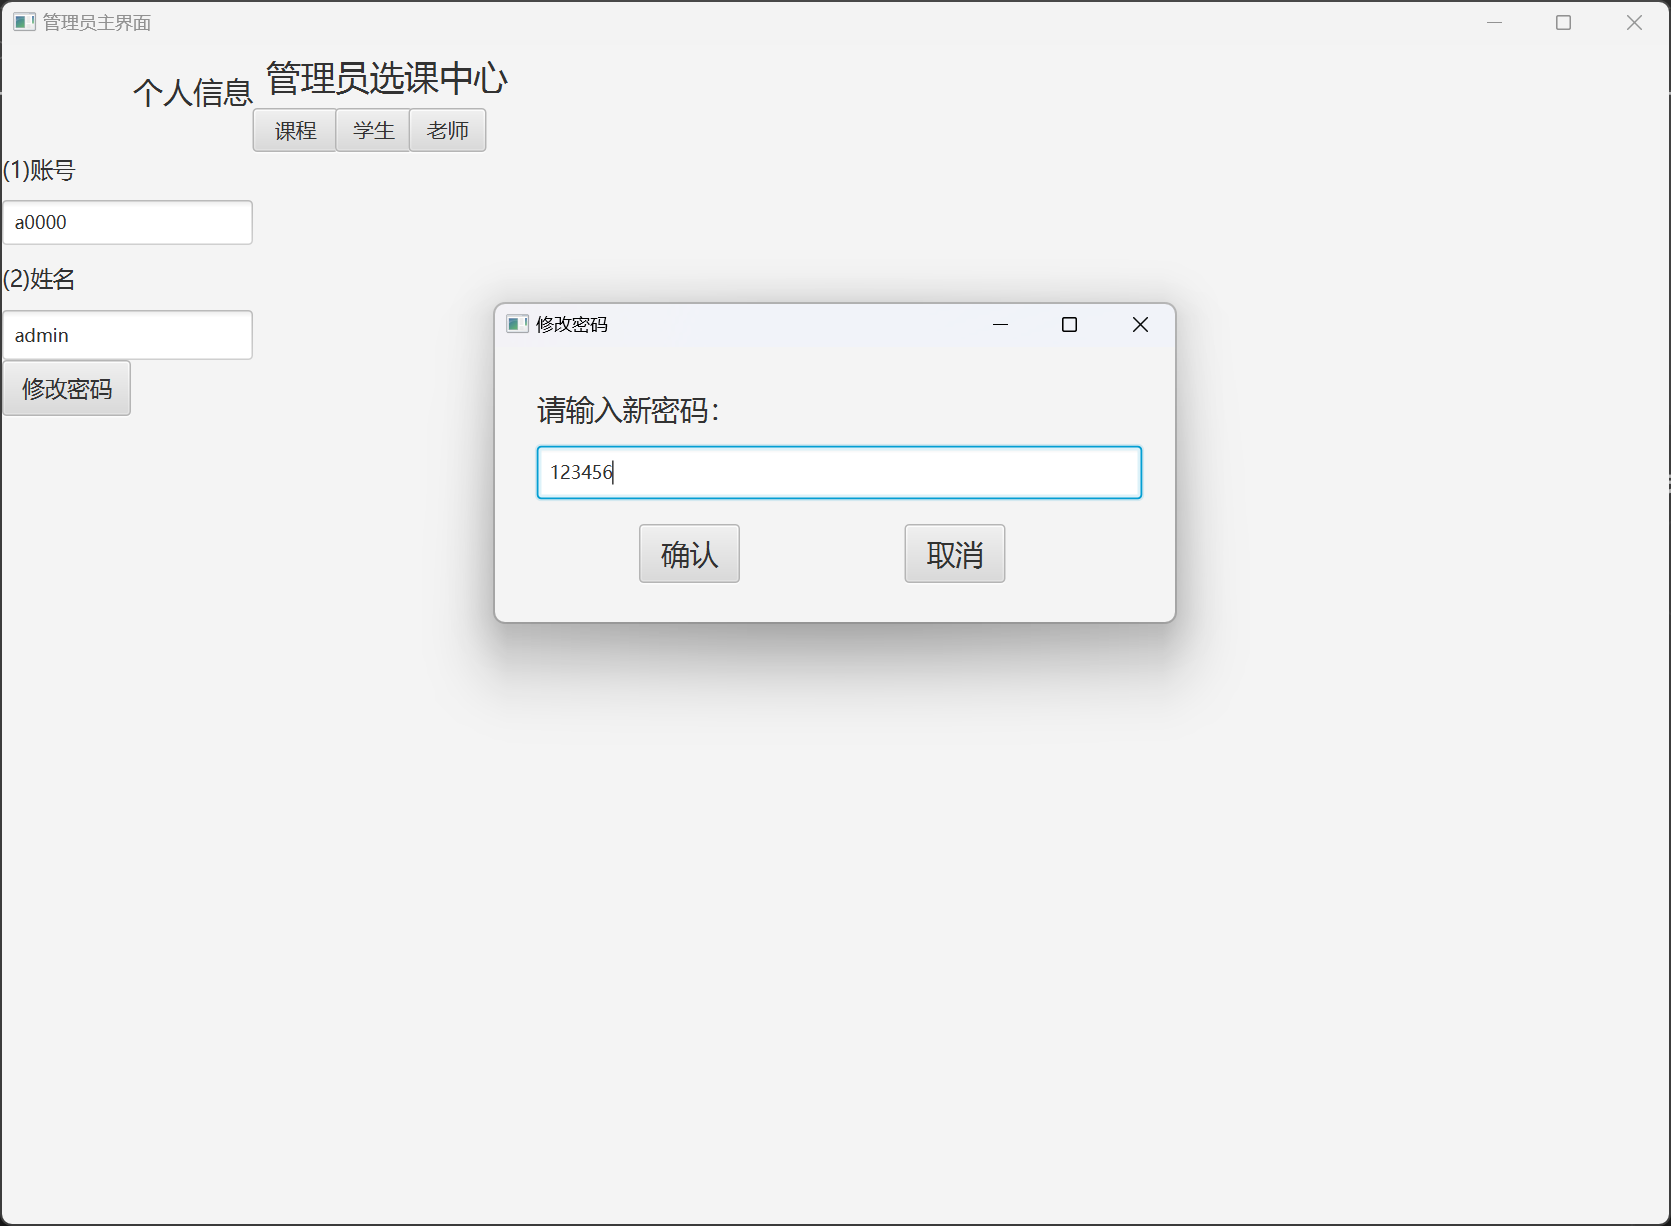 管理员主界面
个人信息
管理员选课中心
课程 学生 老师
(1)账号
a0000
(2)姓名
admin
修改密码
修改密码
请输入新密码：
123456
确认 取消